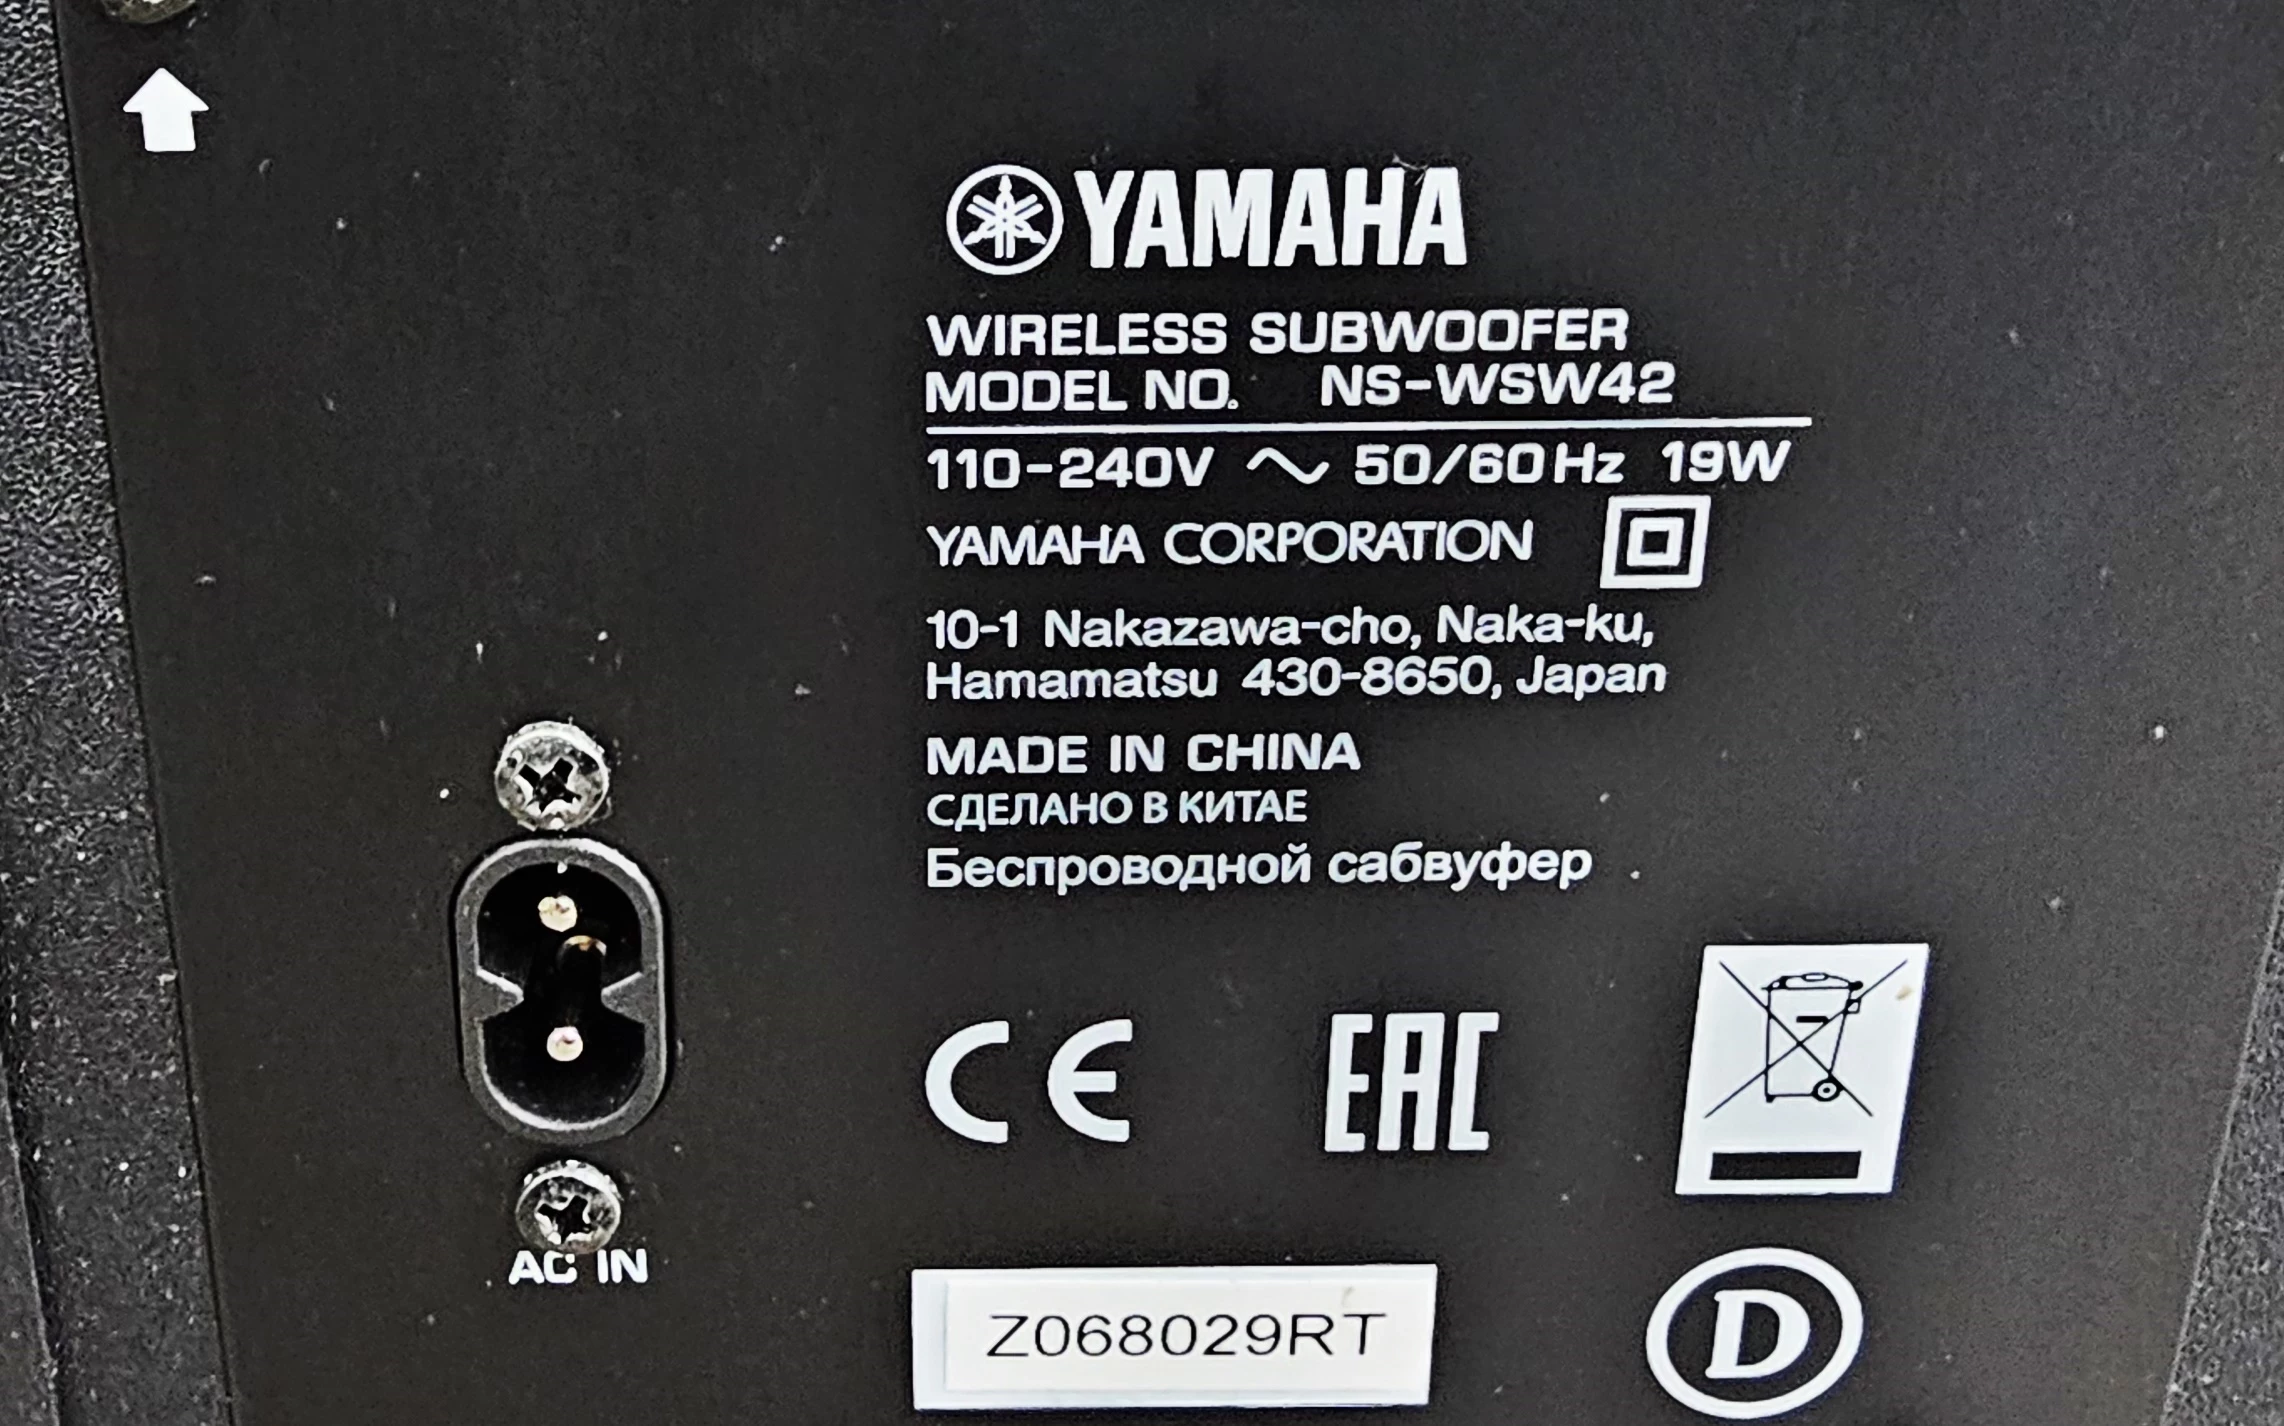 YAMAHA
WIRELESS SUBWOOFER
MODEL NO. NS-WSW42
110-240V ~ 50/60Hz 19W
YAMAHA CORPORATION
10-1 Nakazawa-cho, Naka-ku,
Hamamatsu 430-8650, Japan
MADE IN CHINA
СДЕЛАНО В КИТАЕ
Беспроводной сабвуфер
CE EAC
AC IN
Z068029RT
D